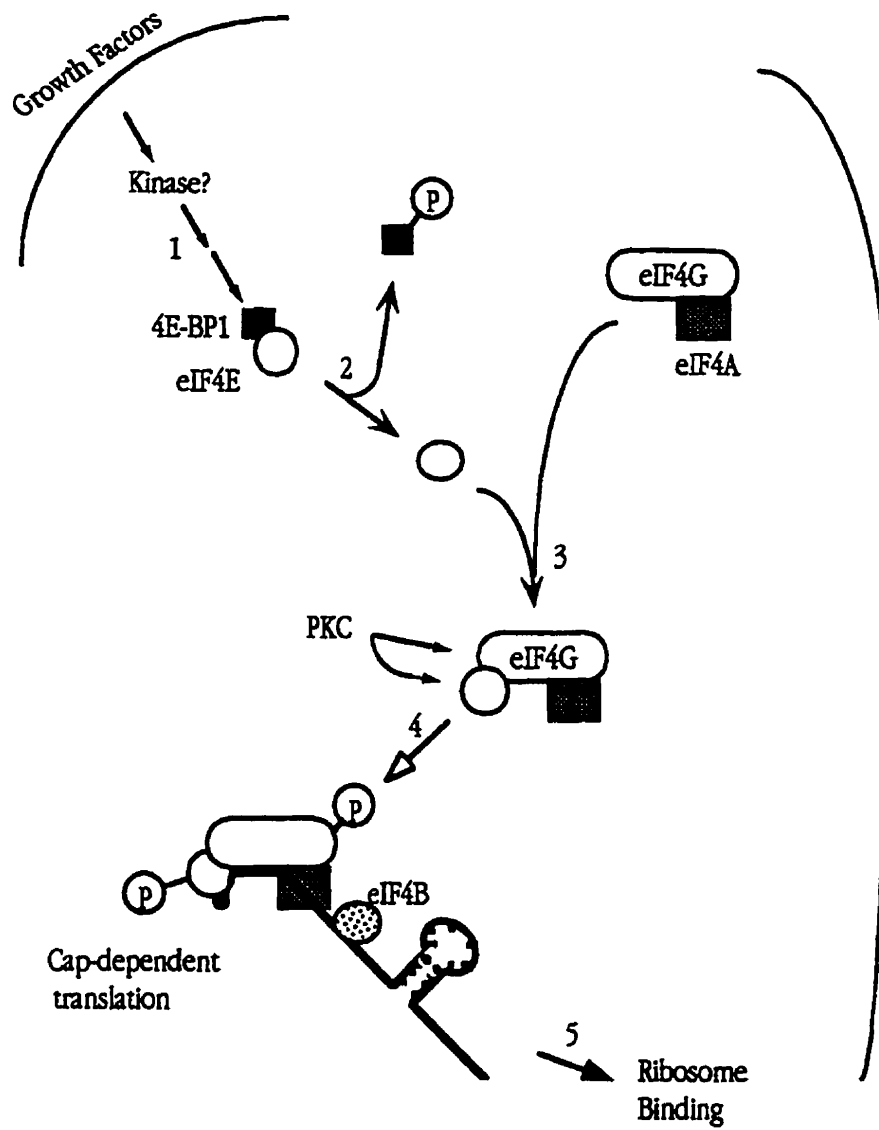 Growth Factors
Kinase?
1
P
4E-BP1
eIF4E
2
eIF4G
eIF4A
3
PKC
eIF4G
4
P
P
eIF4B
Cap-dependent
translation
5
Ribosome
Binding